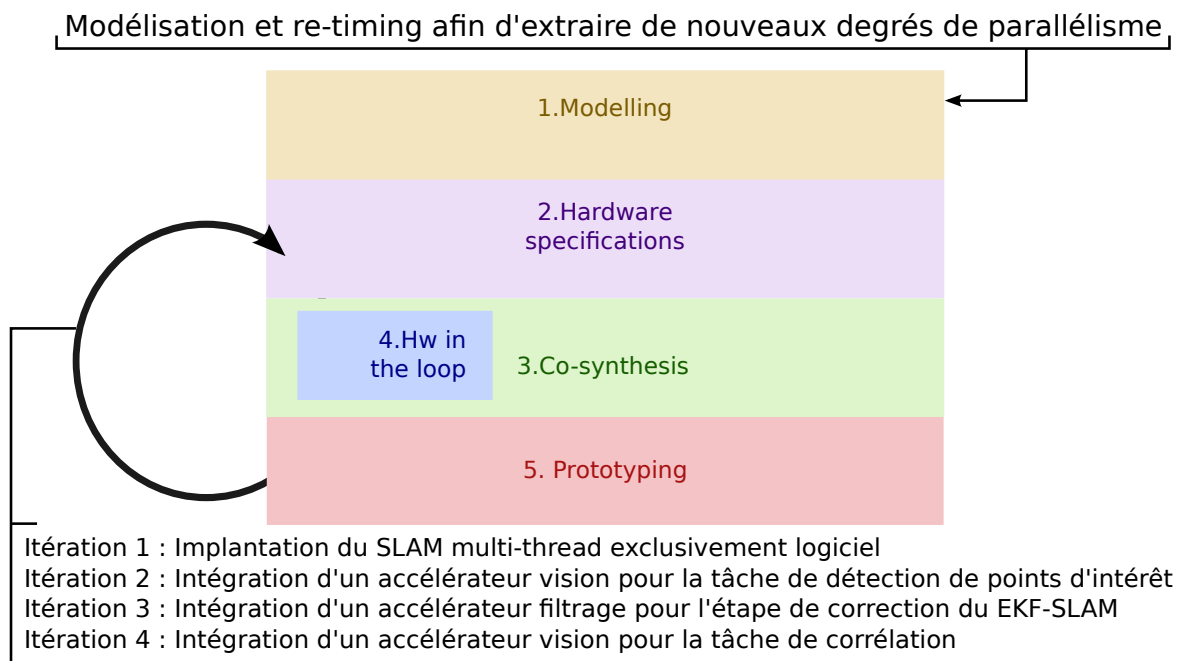 Modélisation et re-timing afin d'extraire de nouveaux degrés de parallélisme
1.Modelling
2.Hardware
specifications
4.Hw in
the loop
3.Co-synthesis
5. Prototyping
Itération 1 : Implantation du SLAM multi-thread exclusivement logiciel
Itération 2 : Intégration d'un accélérateur vision pour la tâche de détection de points d'intérêt
Itération 3 : Intégration d'un accélérateur filtrage pour l'étape de correction du EKF-SLAM
Itération 4 : Intégration d'un accélérateur vision pour la tâche de corrélation